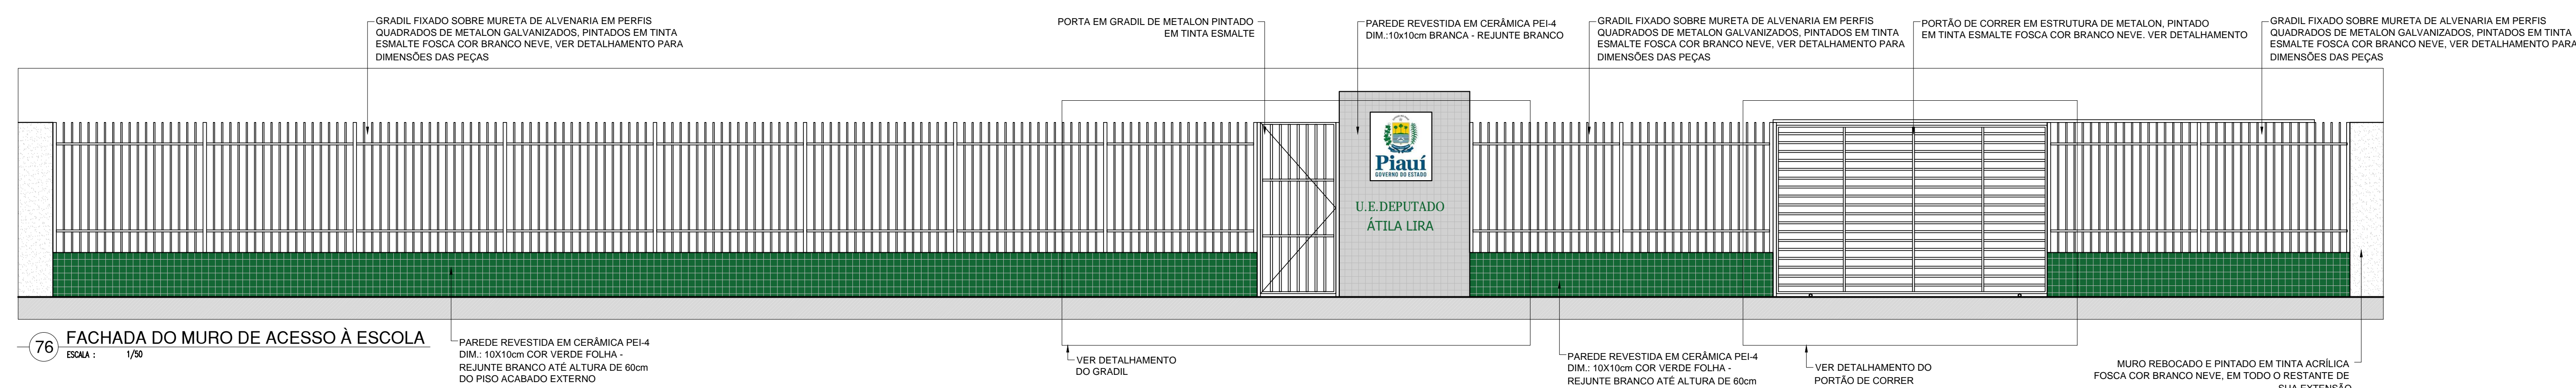 GRADIL FIXADO SOBRE MURETA DE ALVENARIA EM PERFIS
QUADRADOS DE METALON GALVANIZADOS, PINTADOS EM TINTA
ESMALTE FOSCA COR BRANCO NEVE, VER DETALHAMENTO PARA
DIMENSÕES DAS PEÇAS
PORTA EM GRADIL DE METALON PINTADO
EM TINTA ESMALTE
PAREDE REVESTIDA EM CERÂMICA PEI-4
DIM.:10x10cm BRANCA - REJUNTE BRANCO
GRADIL FIXADO SOBRE MURETA DE ALVENARIA EM PERFIS
QUADRADOS DE METALON GALVANIZADOS, PINTADOS EM TINTA
ESMALTE FOSCA COR BRANCO NEVE, VER DETALHAMENTO PARA
DIMENSÕES DAS PEÇAS
PORTÃO DE CORRER EM ESTRUTURA DE METALON, PINTADO
EM TINTA ESMALTE FOSCA COR BRANCO NEVE. VER DETALHAMENTO
GRADIL FIXADO SOBRE MURETA DE ALVENARIA EM PERFIS
QUADRADOS DE METALON GALVANIZADOS, PINTADOS EM TINTA
ESMALTE FOSCA COR BRANCO NEVE, VER DETALHAMENTO PARA
DIMENSÕES DAS PEÇAS
Piauí
GOVERNO DO ESTADO
U.E.DEPUTADO
ÁTILA LIRA
76 FACHADA DO MURO DE ACESSO À ESCOLA
ESCALA : 1/50
PAREDE REVESTIDA EM CERÂMICA PEI-4
DIM.: 10X10cm COR VERDE FOLHA -
REJUNTE BRANCO ATÉ ALTURA DE 60cm
DO PISO ACABADO EXTERNO
VER DETALHAMENTO
DO GRADIL
PAREDE REVESTIDA EM CERÂMICA PEI-4
DIM.: 10X10cm COR VERDE FOLHA -
REJUNTE BRANCO ATÉ ALTURA DE 60cm
VER DETALHAMENTO DO
PORTÃO DE CORRER
MURO REBOCADO E PINTADO EM TINTA ACRÍLICA
FOSCA COR BRANCO NEVE, EM TODO O RESTANTE DE
SUA EXTENSÃO